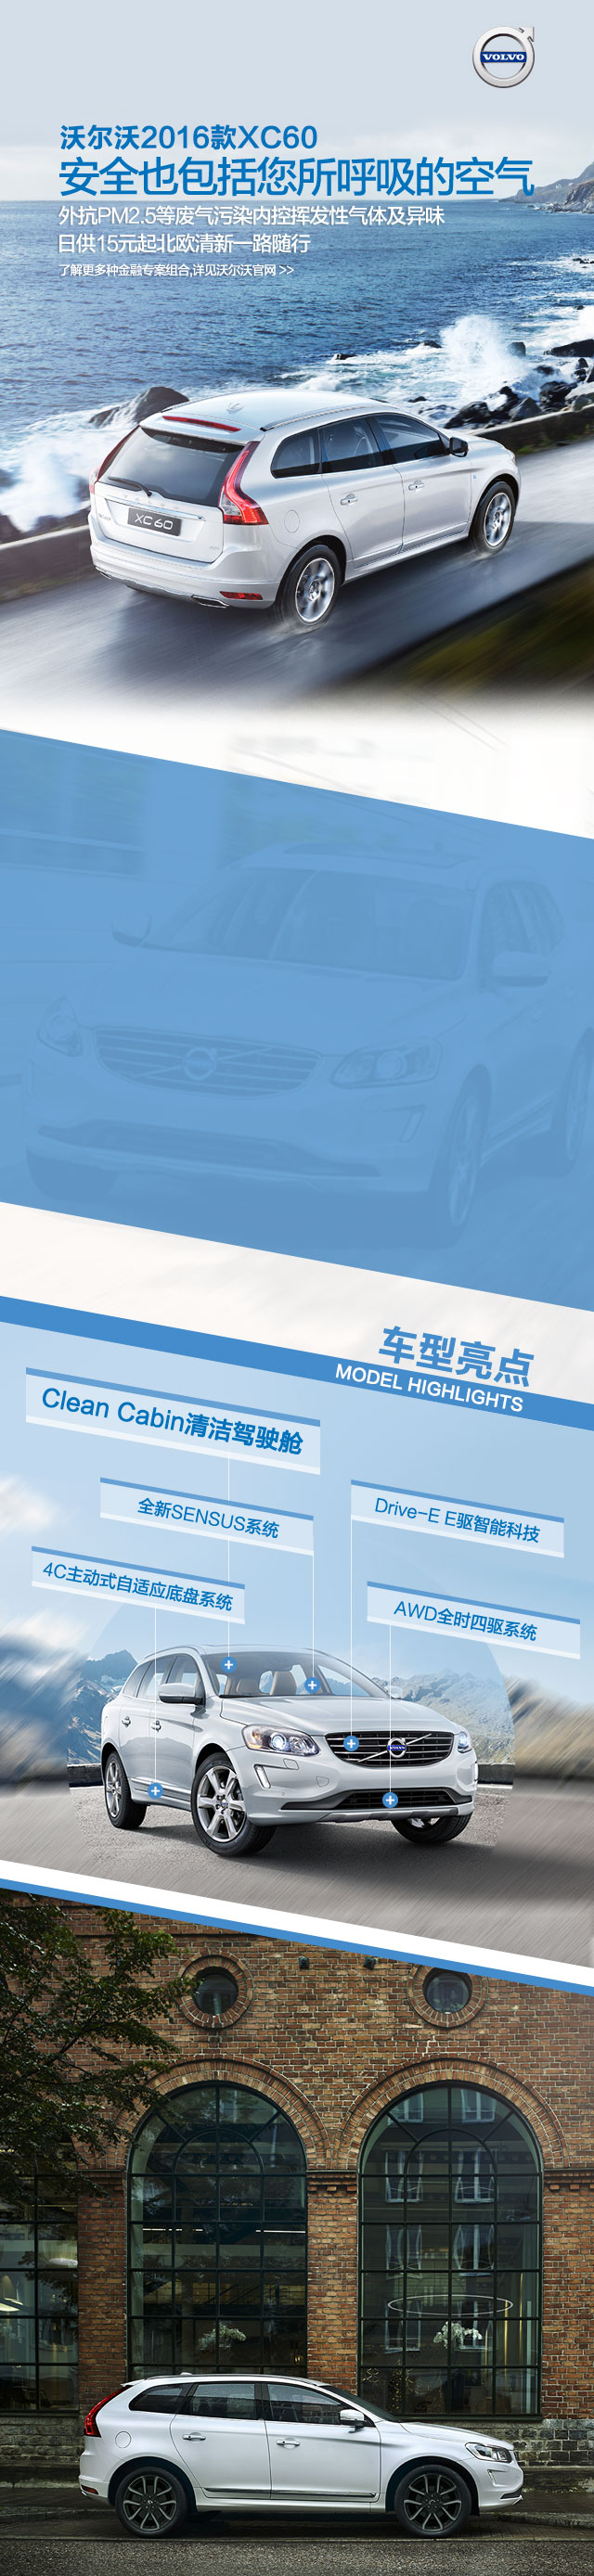 VOLVO
沃尔沃2016款XC60
安全也包括您所呼吸的空气
外抗PM2.5等废气污染内控挥发性气体及异味
日供15元起北欧清新一路随行
了解更多种金融专案组合,详见沃尔沃官网 >>
XC 60
车型亮点
MODEL HIGHLIGHTS
Clean Cabin清洁驾驶舱
全新SENSUS系统
Drive-E E驱智能科技
4C主动式自适应底盘系统
AWD全时四驱系统
VOLVO